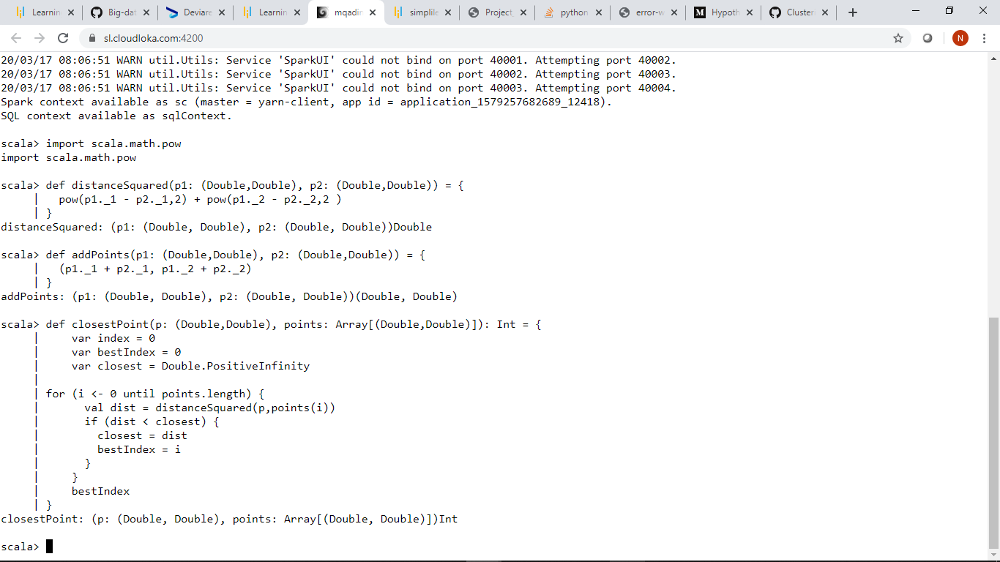 Learnin
Big-dat
Deviare
Learnin
mqadin
simplile
Project_
python
error-w
Hypoth
Cluster
sl.cloudloka.com:4200
N
20/03/17 08:06:51 WARN util.Utils: Service 'SparkUI' could not bind on port 40001. Attempting port 40002.
20/03/17 08:06:51 WARN util.Utils: Service 'SparkUI' could not bind on port 40002. Attempting port 40003.
20/03/17 08:06:51 WARN util.Utils: Service 'SparkUI' could not bind on port 40003. Attempting port 40004.
Spark context available as sc (master = yarn-client, app id = application_1579257682689_12418).
SQL context available as sqlContext.
scala> import scala.math.pow
import scala.math.pow
scala> def distanceSquared(p1: (Double,Double), p2: (Double,Double)) = {
     |   pow(p1._1 - p2._1,2) + pow(p1._2 - p2._2,2 )
     | }
distanceSquared: (p1: (Double, Double), p2: (Double, Double))Double
scala> def addPoints(p1: (Double,Double), p2: (Double,Double)) = {
     |   (p1._1 + p2._1, p1._2 + p2._2)
     | }
addPoints: (p1: (Double, Double), p2: (Double, Double))(Double, Double)
scala> def closestPoint(p: (Double,Double), points: Array[(Double,Double)]): Int = {
     |     var index = 0
     |     var bestIndex = 0
     |     var closest = Double.PositiveInfinity
     |
     | for (i <- 0 until points.length) {
     |       val dist = distanceSquared(p,points(i))
     |       if (dist < closest) {
     |         closest = dist
     |         bestIndex = i
     |       }
     |     }
     |     bestIndex
     | }
closestPoint: (p: (Double, Double), points: Array[(Double, Double)])Int
scala>